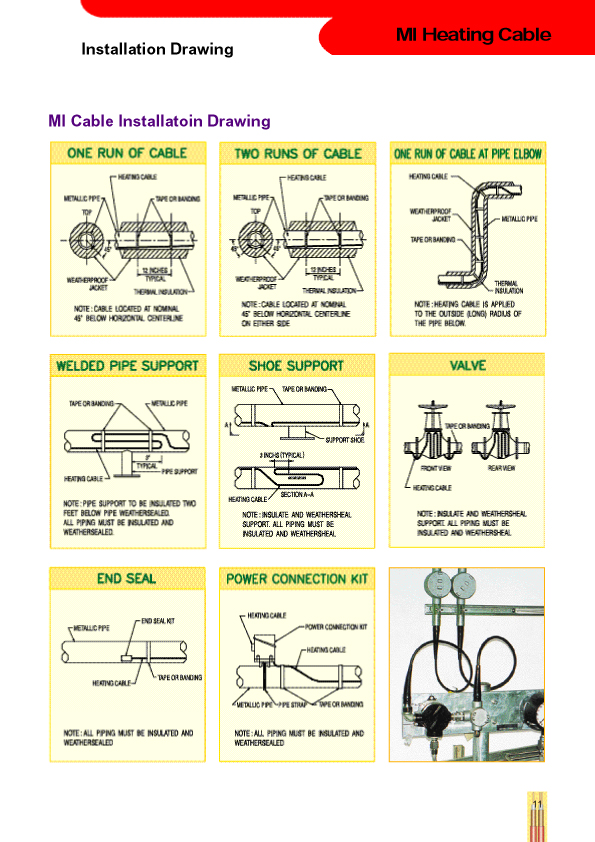 MI Heating Cable
Installation Drawing
MI Cable Installatoin Drawing
ONE RUN OF CABLE
HEATING CABLE
METALLIC PIPE
TAPE OR BANDING
TOP
45°
12 INCHES
TYPICAL
WEATHERPROOF
JACKET
THERMAL INSULATION
NOTE : CABLE LOCATED AT NOMINAL
45° BELOW HORIZONTAL CENTERLINE
TWO RUNS OF CABLE
HEATING CABLE
METALLIC PIPE
TAPE OR BANDING
TOP
45°
45°
12 INCHES
TYPICAL
WEATHERPROOF
JACKET
THERMAL INSULATION
NOTE : CABLE LOCATED AT NOMINAL
45° BELOW HORIZONTAL CENTERLINE
ON EITHER SIDE
ONE RUN OF CABLE AT PIPE ELBOW
HEATING CABLE
WEATHERPROOF
JACKET
METALLIC PIPE
TAPE OR BANDING
THERMAL
INSULATION
NOTE : HEATING CABLE IS APPLIED
TO THE OUTSIDE (LONG) RADIUS OF
THE PIPE BELOW.
WELDED PIPE SUPPORT
TAPE OR BANDING
METALLIC PIPE
3"
TYPICAL
PIPE SUPPORT
HEATING CABLE
NOTE : PIPE SUPPORT TO BE INSULATED TWO
FEET BELOW PIPE WEATHERSEALED.
ALL PIPING MUST BE INSULATED AND
WEATHERSEALED.
SHOE SUPPORT
METALLIC PIPE
TAPE OR BANDING
A
A
SUPPORT SHOE
3 INCHS (TYPICAL)
HEATING CABLE
SECTION A-A
NOTE : INSULATE AND WEATHERSHEAL
SUPPORT. ALL PIPING MUST BE
INSULATED AND WEATHERSHEAL
VALVE
TAPE OR BANDING
FRONT VIEW
REAR VIEW
HEATING CABLE
NOTE : INSULATE AND WEATHERSHEAL
SUPPORT. ALL PIPING MUST BE
INSULATED AND WEATHERSHEAL
END SEAL
METALLIC PIPE
END SEAL KIT
HEATING CABLE
TAPE OR BANDING
NOTE : ALL PIPING MUST BE INSULATED AND
WEATHERSEALED
POWER CONNECTION KIT
HEATING CABLE
POWER CONNECTION KIT
HEATING CABLE
METALLIC PIPE
PIPE STRAP
TAPE OR BANDING
NOTE : ALL PIPING MUST BE INSULATED AND
WEATHERSEALED
11